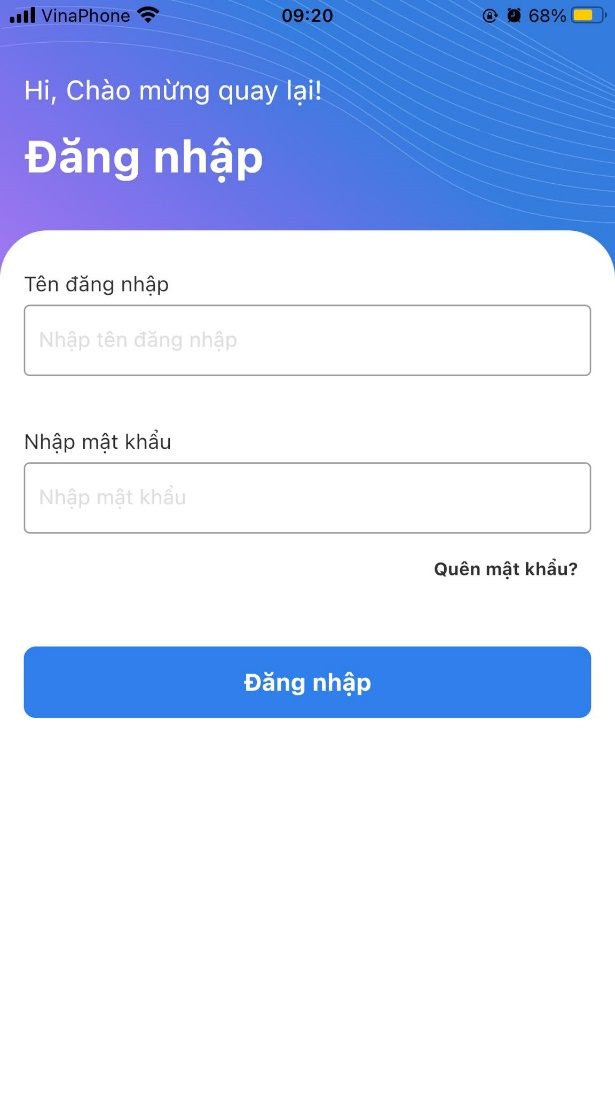 VinaPhone 09:20 68%
Hi, Chào mừng quay lại!
Đăng nhập
Tên đăng nhập
Nhập tên đăng nhập
Nhập mật khẩu
Nhập mật khẩu
Quên mật khẩu?
Đăng nhập